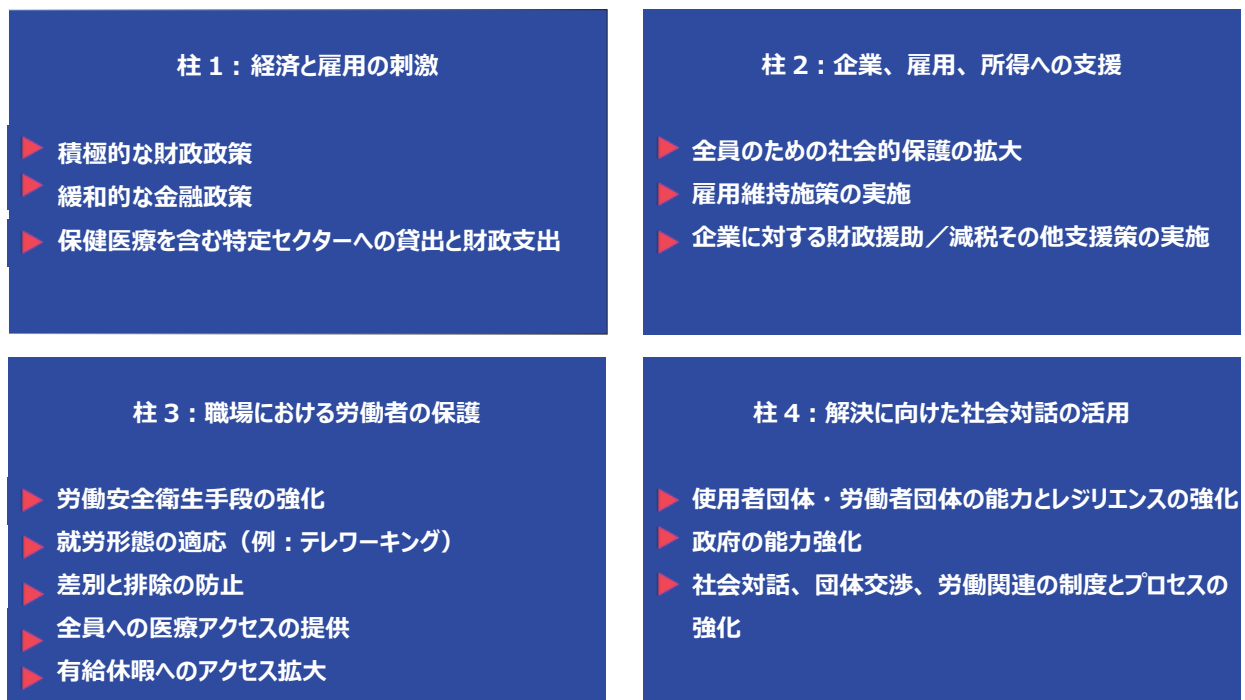 柱 1：経済と雇用の刺激
積極的な財政政策
緩和的な金融政策
保健医療を含む特定セクターへの貸出と財政支出
柱 2：企業、雇用、所得への支援
全員のための社会的保護の拡大
雇用維持施策の実施
企業に対する財政援助／減税その他支援策の実施
柱 3：職場における労働者の保護
労働安全衛生手段の強化
就労形態の適応（例：テレワーキング）
差別と排除の防止
全員への医療アクセスの提供
有給休暇へのアクセス拡大
柱 4：解決に向けた社会対話の活用
使用者団体・労働者団体の能力とレジリエンスの強化
政府の能力強化
社会対話、団体交渉、労働関連の制度とプロセスの
強化